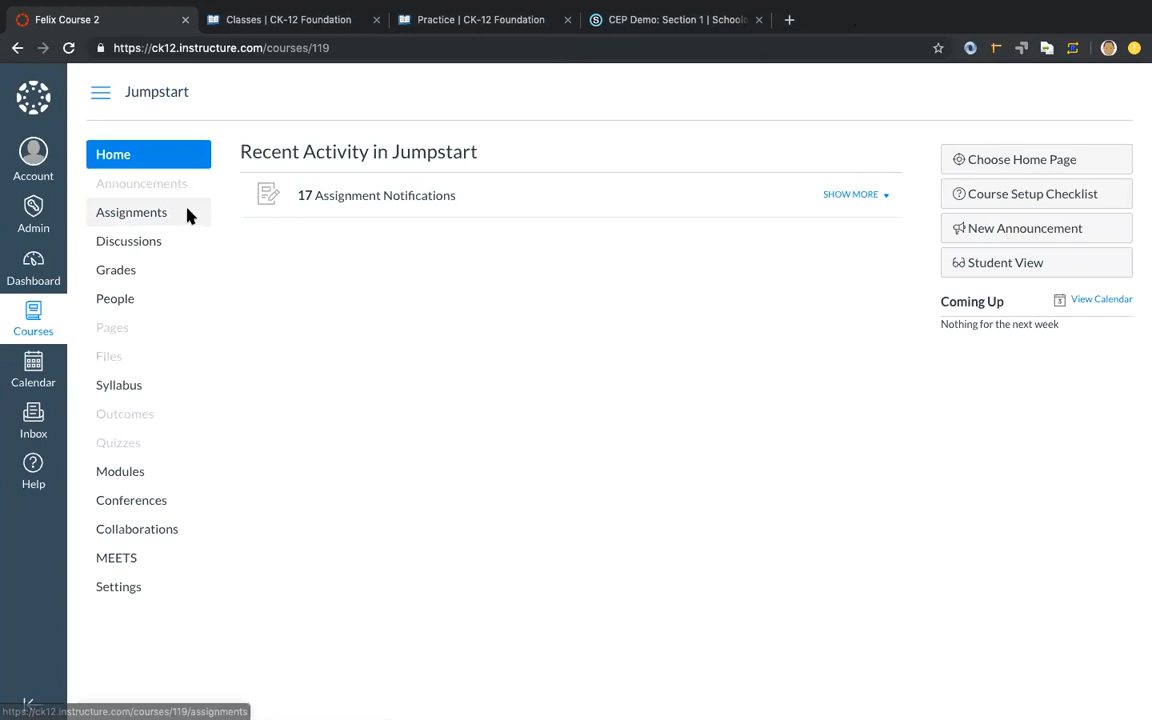 Felix Course 2
Classes | CK-12 Foundation
Practice | CK-12 Foundation
CEP Demo: Section 1 | Schoolo
https://ck12.instructure.com/courses/119
Jumpstart
Account
Admin
Dashboard
Courses
Calendar
Inbox
Help
Home
Announcements
Assignments
Discussions
Grades
People
Pages
Files
Syllabus
Outcomes
Quizzes
Modules
Conferences
Collaborations
MEETS
Settings
Recent Activity in Jumpstart
17 Assignment Notifications
SHOW MORE
Choose Home Page
Course Setup Checklist
New Announcement
Student View
Coming Up
View Calendar
Nothing for the next week
https://ck12.instructure.com/courses/119/assignments